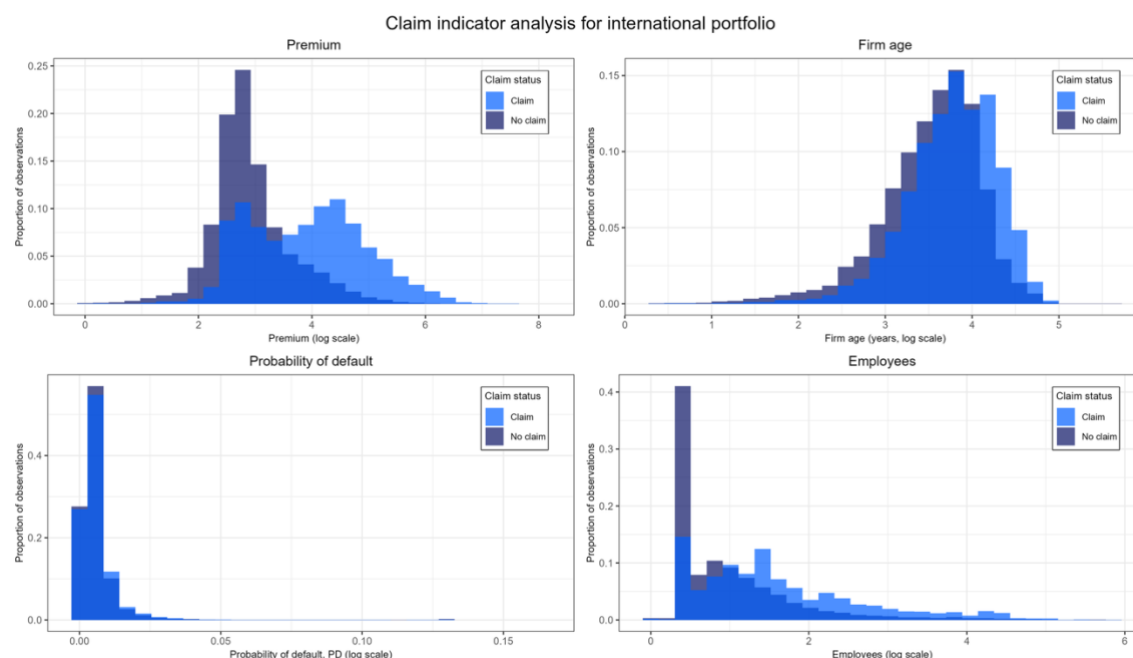 Claim indicator analysis for international portfolio
Premium
Proportion of observations
0.25
0.20
0.15
0.10
0.05
0.00
Claim status
Claim
No claim
0 2 4 6 8
Premium (log scale)
Firm age
Proportion of observations
0.15
0.10
0.05
0.00
Claim status
Claim
No claim
0 1 2 3 4 5
Firm age (years, log scale)
Probability of default
Proportion of observations
0.4
0.2
0.0
Claim status
Claim
No claim
0.00 0.05 0.10 0.15
Probability of default, PD (log scale)
Employees
Proportion of observations
0.4
0.3
0.2
0.1
0.0
Claim status
Claim
No claim
0 2 4 6
Employees (log scale)